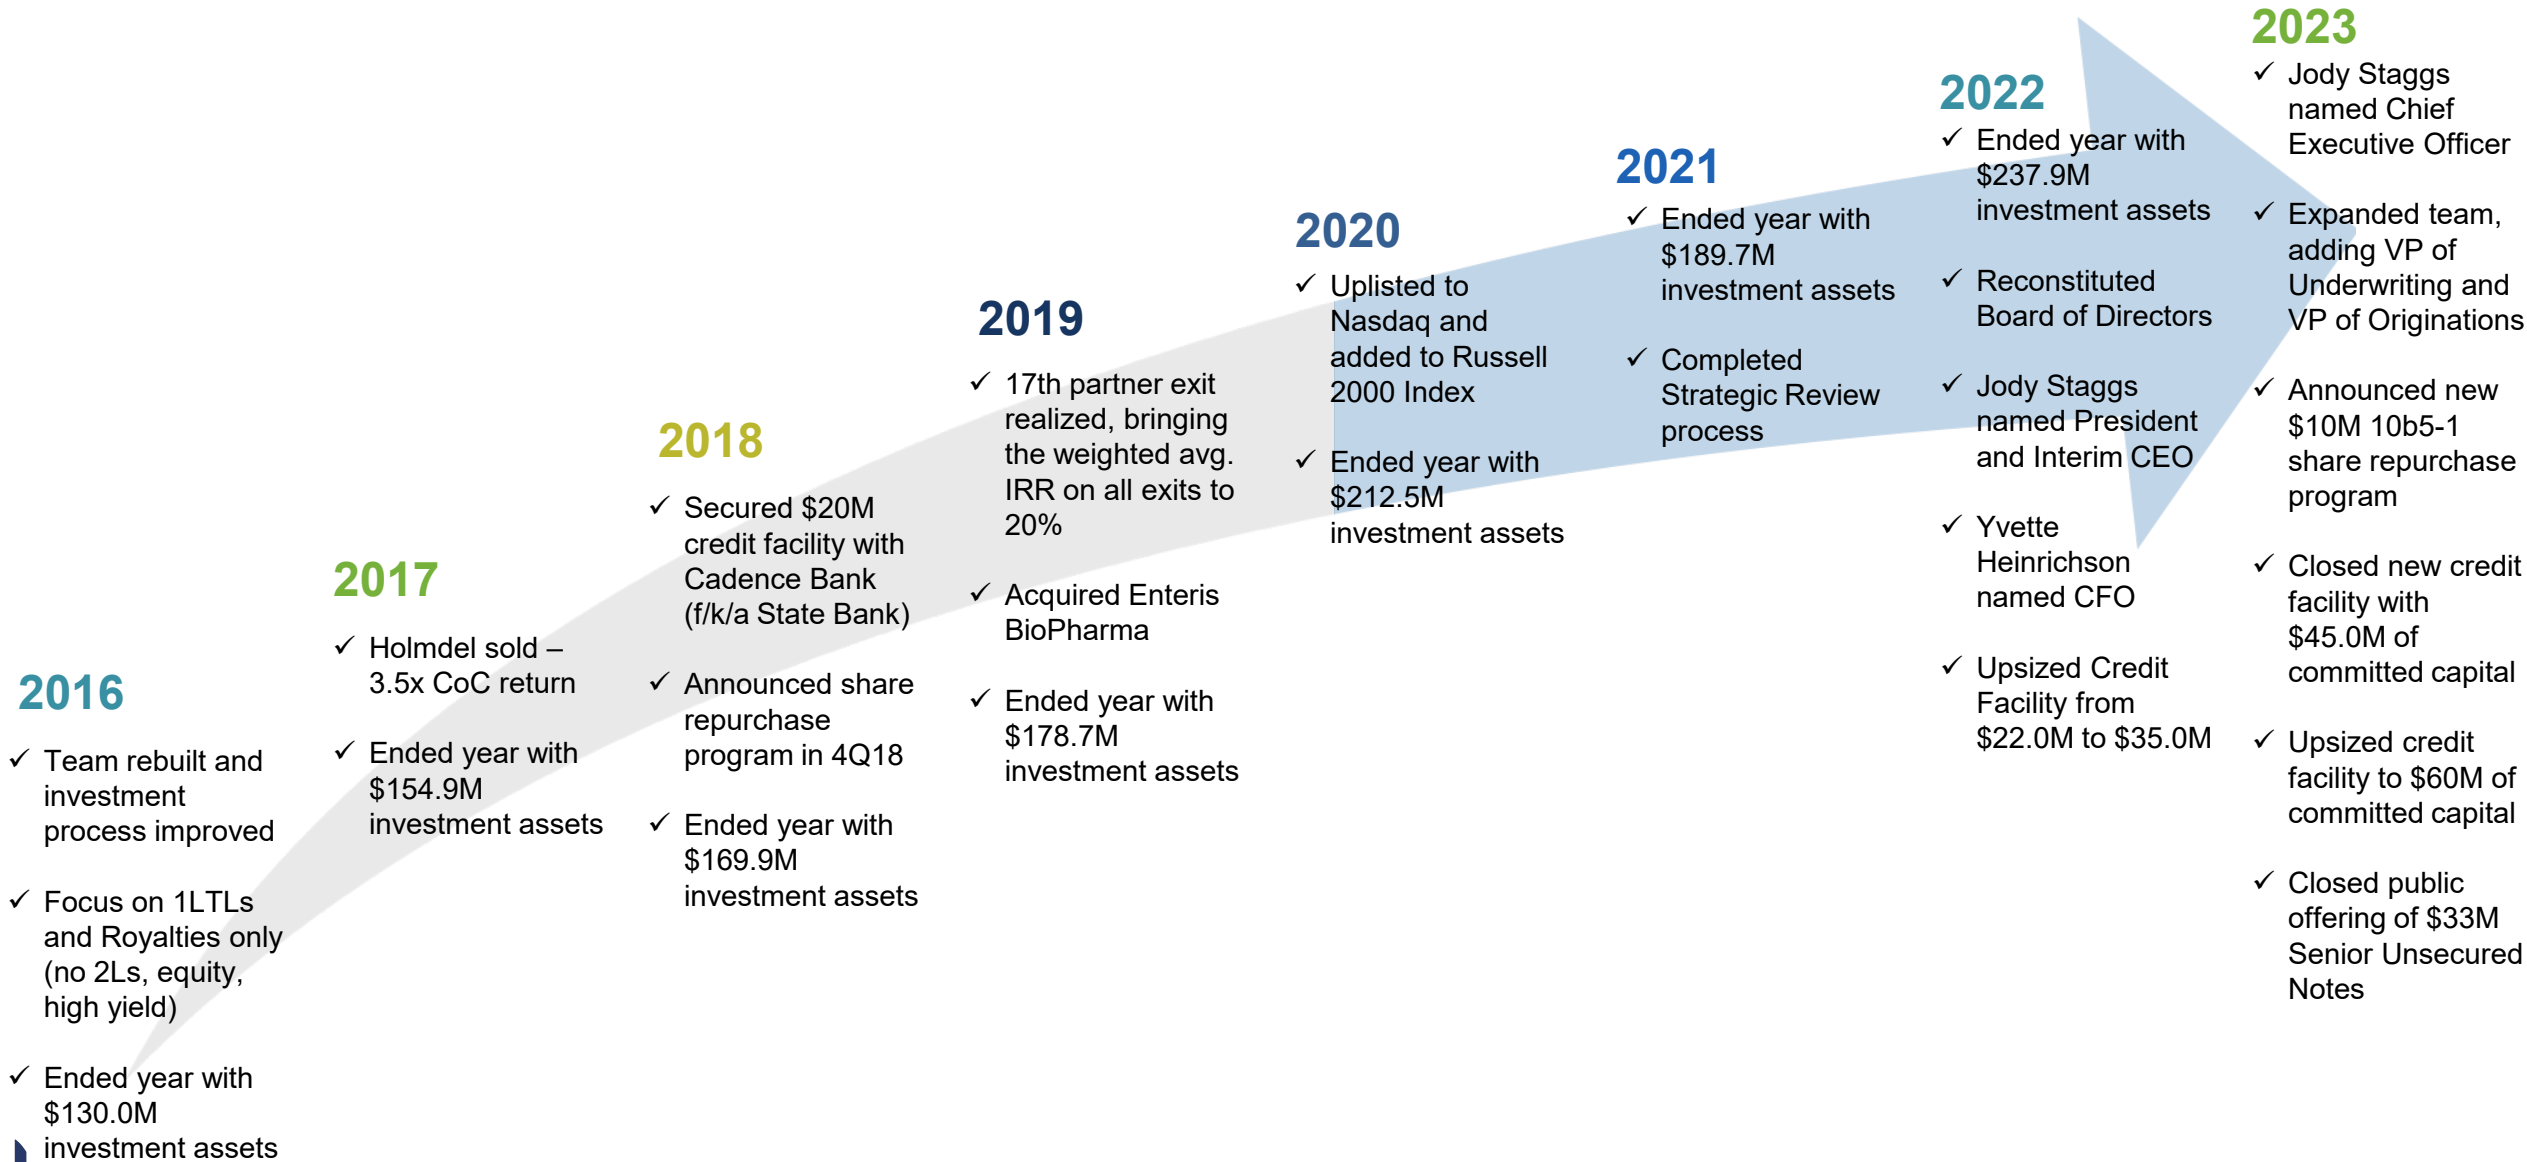 2016
Team rebuilt and
investment
process improved
Focus on 1LTLs
and Royalties only
(no 2Ls, equity,
high yield)
Ended year with
$130.0M
investment assets
2017
Holmdel sold –
3.5x CoC return
Ended year with
$154.9M
investment assets
2018
Secured $20M
credit facility with
Cadence Bank
(f/k/a State Bank)
Announced share
repurchase
program in 4Q18
Ended year with
$169.9M
investment assets
2019
17th partner exit
realized, bringing
the weighted avg.
IRR on all exits to
20%
Acquired Enteris
BioPharma
Ended year with
$178.7M
investment assets
2020
Uplisted to
Nasdaq and
added to Russell
2000 Index
Ended year with
$212.5M
investment assets
2021
Ended year with
$189.7M
investment assets
Completed
Strategic Review
process
2022
Ended year with
$237.9M
investment assets
Reconstituted
Board of Directors
Jody Staggs
named President
and Interim CEO
Yvette
Heinrichson
named CFO
Upsized Credit
Facility from
$22.0M to $35.0M
2023
Jody Staggs
named Chief
Executive Officer
Expanded team,
adding VP of
Underwriting and
VP of Originations
Announced new
$10M 10b5-1
share repurchase
program
Closed new credit
facility with
$45.0M of
committed capital
Upsized credit
facility to $60M of
committed capital
Closed public
offering of $33M
Senior Unsecured
Notes